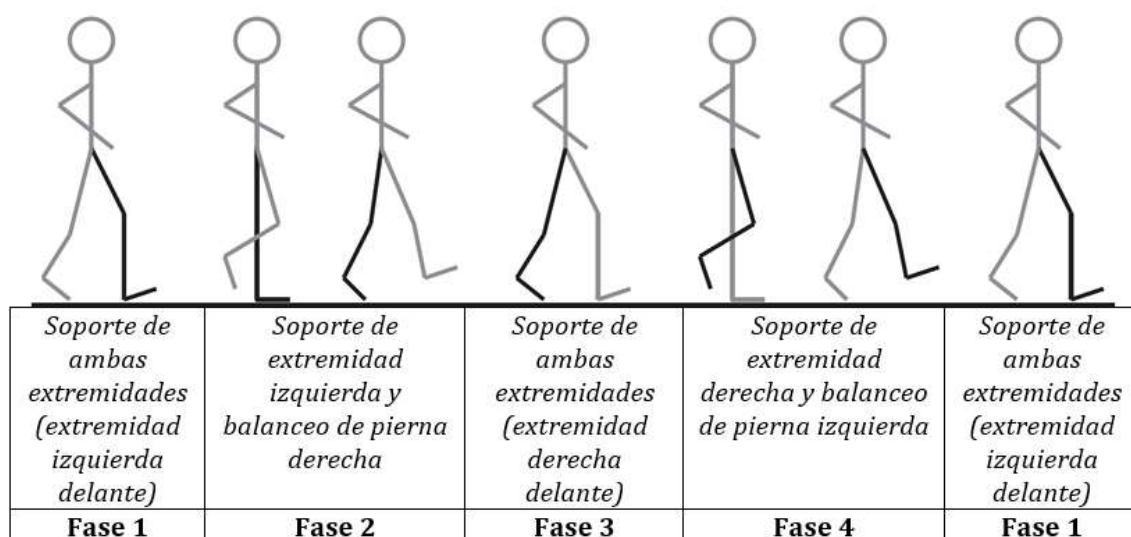 Soporte de
ambas
extremidades
(extremidad
izquierda
delante)
Fase 1
Soporte de
extremidad
izquierda y
balanceo de pierna
derecha
Fase 2
Soporte de
ambas
extremidades
(extremidad
derecha
delante)
Fase 3
Soporte de
extremidad
derecha y balanceo
de pierna izquierda
Fase 4
Soporte de
ambas
extremidades
(extremidad
izquierda
delante)
Fase 1